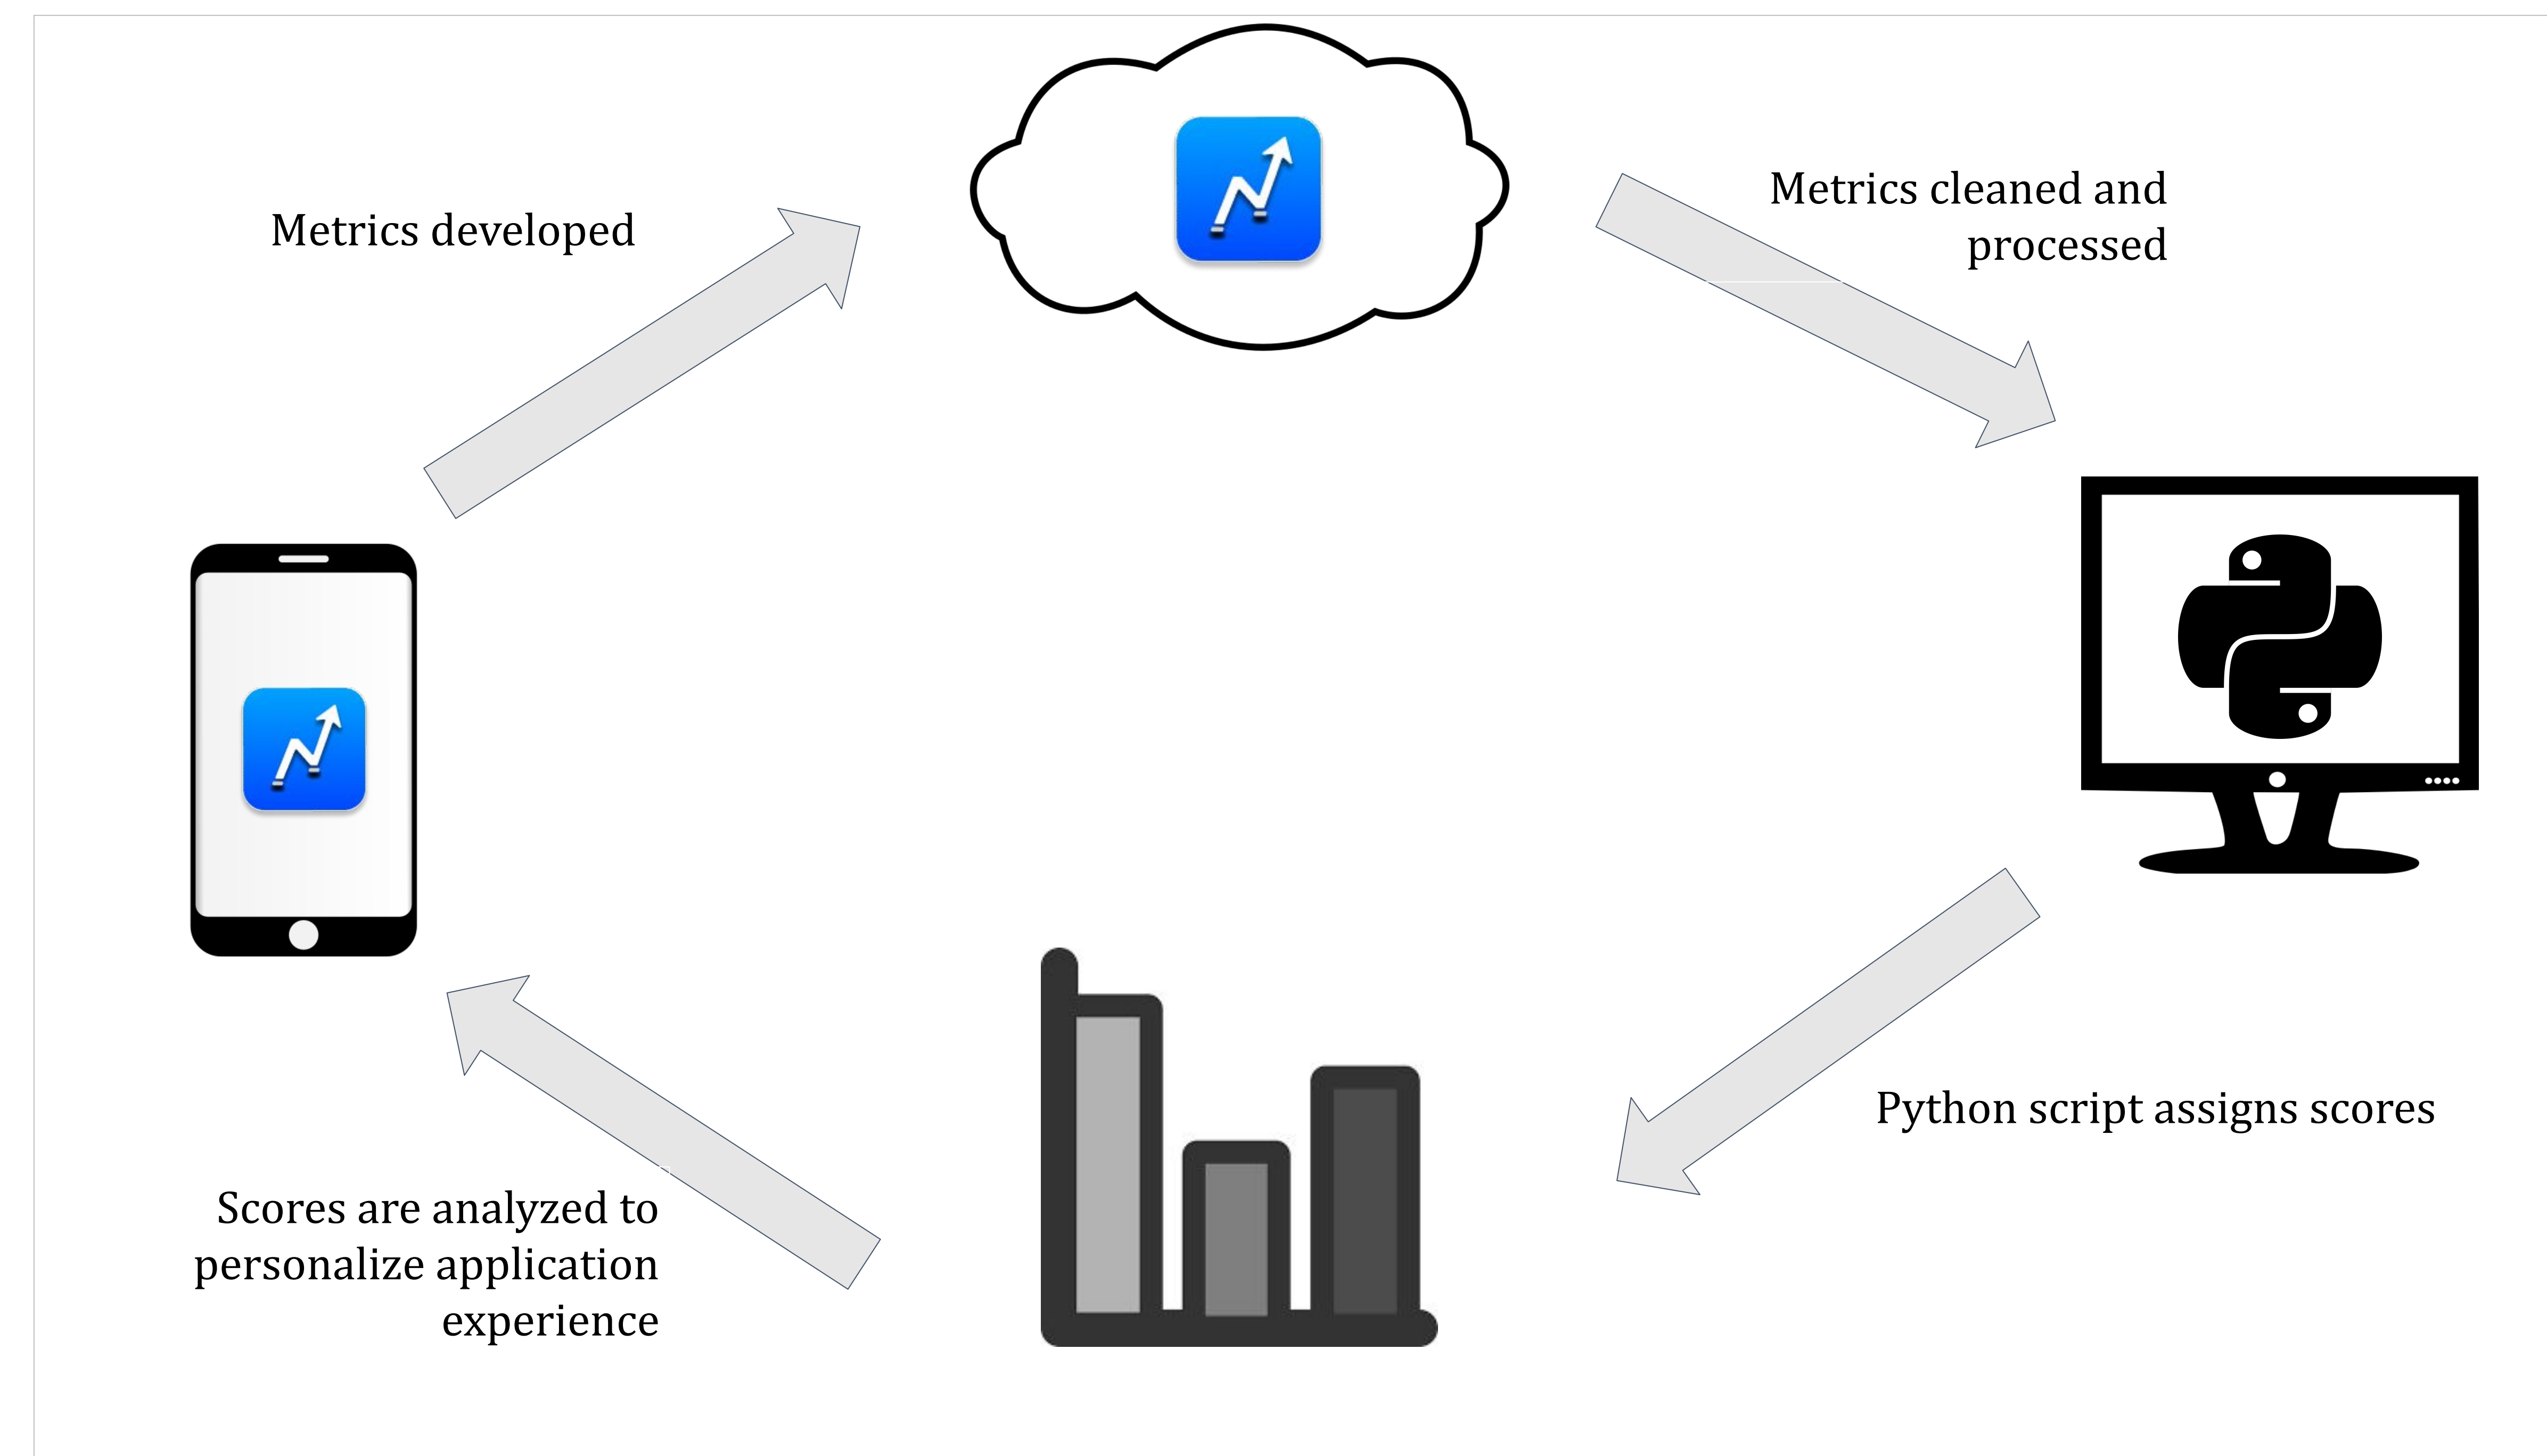 Metrics developed
Metrics cleaned and
processed
Python script assigns scores
Scores are analyzed to
personalize application
experience